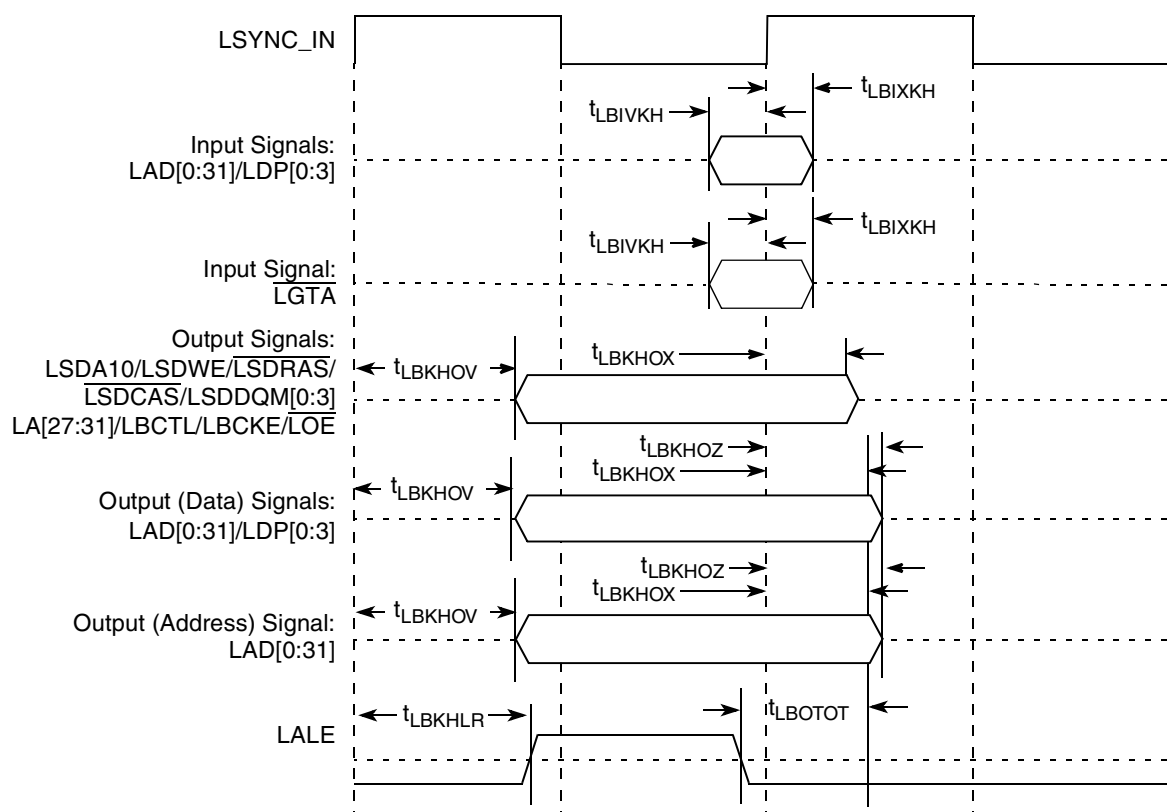 LSYNC_IN
tLBIXKH
tLBIVKH
Input Signals:
LAD[0:31]/LDP[0:3]
tLBIXKH
tLBIVKH
Input Signal:
LGTA
Output Signals:
LSDA10/LSDWE/LSDRAS/
LSDCAS/LSDDQM[0:3]
LA[27:31]/LBCTL/LBCKE/LOE
tLBKHOV
tLBKHOX
tLBKHOZ
tLBKHOX
tLBKHOV
Output (Data) Signals:
LAD[0:31]/LDP[0:3]
tLBKHOZ
tLBKHOX
tLBKHOV
Output (Address) Signal:
LAD[0:31]
tLBKHLR
tLBOTOT
LALE